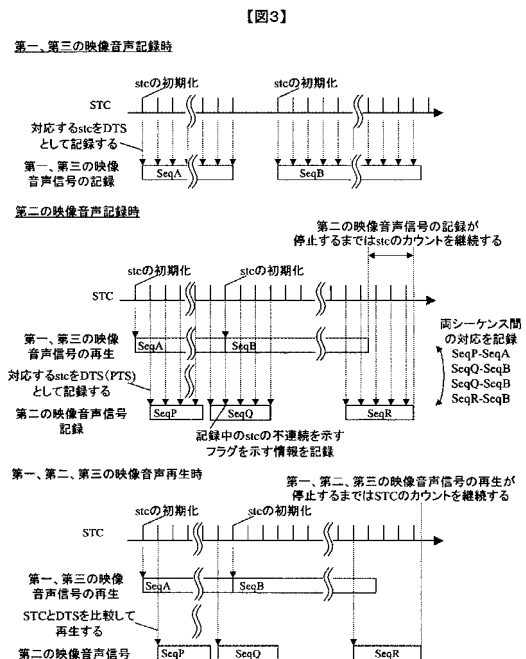 【図3】
第一、第三の映像音声記録時
stcの初期化
stcの初期化
STC
対応するstcをDTS
として記録する
第一、第三の映像
音声信号の記録
SeqA
SeqB
第二の映像音声記録時
第二の映像音声信号の記録が
停止するまではstcのカウントを継続する
stcの初期化
stcの初期化
STC
第一、第三の映像
音声信号の再生
SeqA
SeqB
両シーケンス間
の対応を記録
SeqP-SeqA
SeqQ-SeqB
SeqQ-SeqB
SeqR-SeqB
対応するstcをDTS(PTS)
として記録する
第二の映像音声信号
記録
SeqP
SeqQ
SeqR
記録中のstcの不連続を示す
フラグを示す情報を記録
第一、第二、第三の映像音声再生時
第一、第二、第三の映像音声信号の再生が
停止するまではSTCのカウントを継続する
stcの初期化
stcの初期化
STC
第一、第三の映像
音声信号の再生
SeqA
SeqB
STCとDTSを比較して
再生する
第二の映像音声信号
SeqP
SeqQ
SeqR